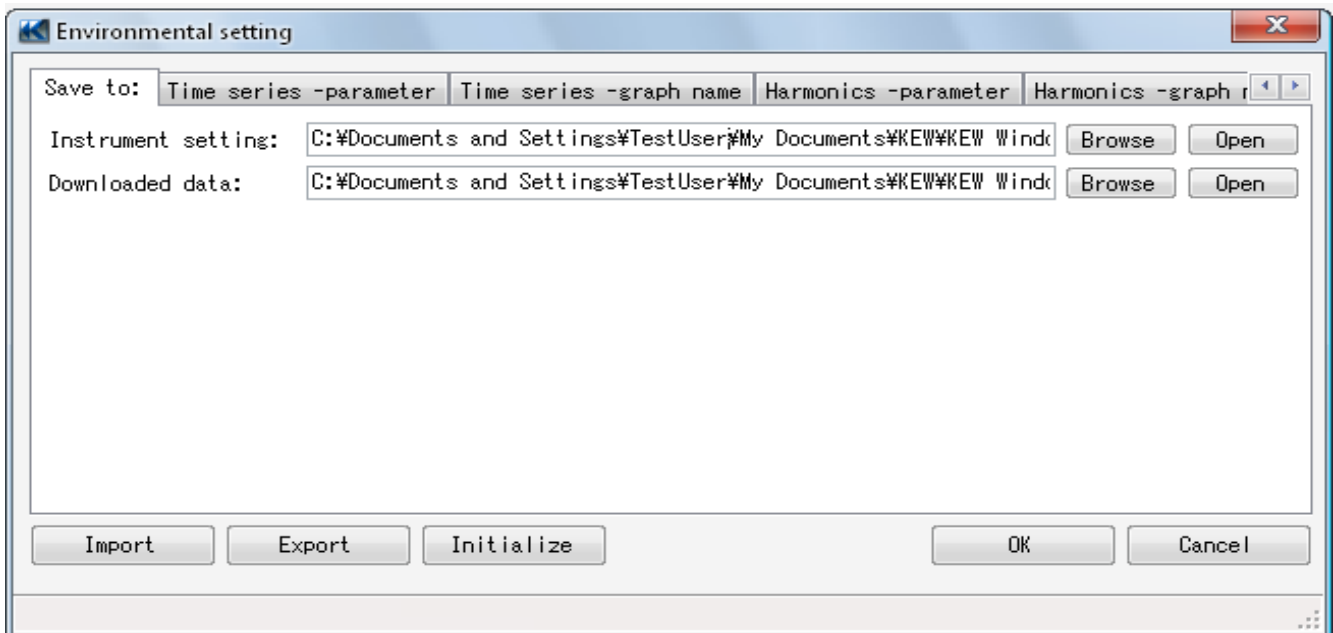 Environmental setting
Save to: Time series -parameter Time series -graph name Harmonics -parameter Harmonics -graph
Instrument setting: C:¥Documents and Settings¥TestUser¥My Documents¥KEW¥KEW Browse Open
Downloaded data: C:¥Documents and Settings¥TestUser¥My Documents¥KEW¥KEW Browse Open
Import Export Initialize OK Cancel